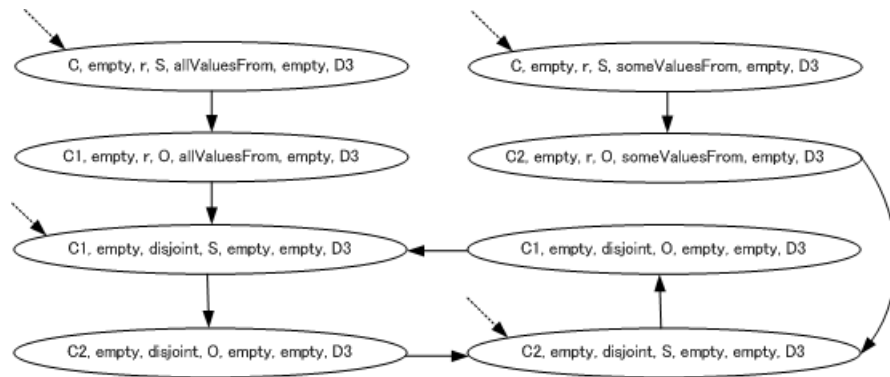 C, empty, r, S, allValuesFrom, empty, D3
C, empty, r, S, someValuesFrom, empty, D3
C1, empty, r, O, allValuesFrom, empty, D3
C2, empty, r, O, someValuesFrom, empty, D3
C1, empty, disjoint, S, empty, empty, D3
C1, empty, disjoint, O, empty, empty, D3
C2, empty, disjoint, O, empty, empty, D3
C2, empty, disjoint, S, empty, empty, D3